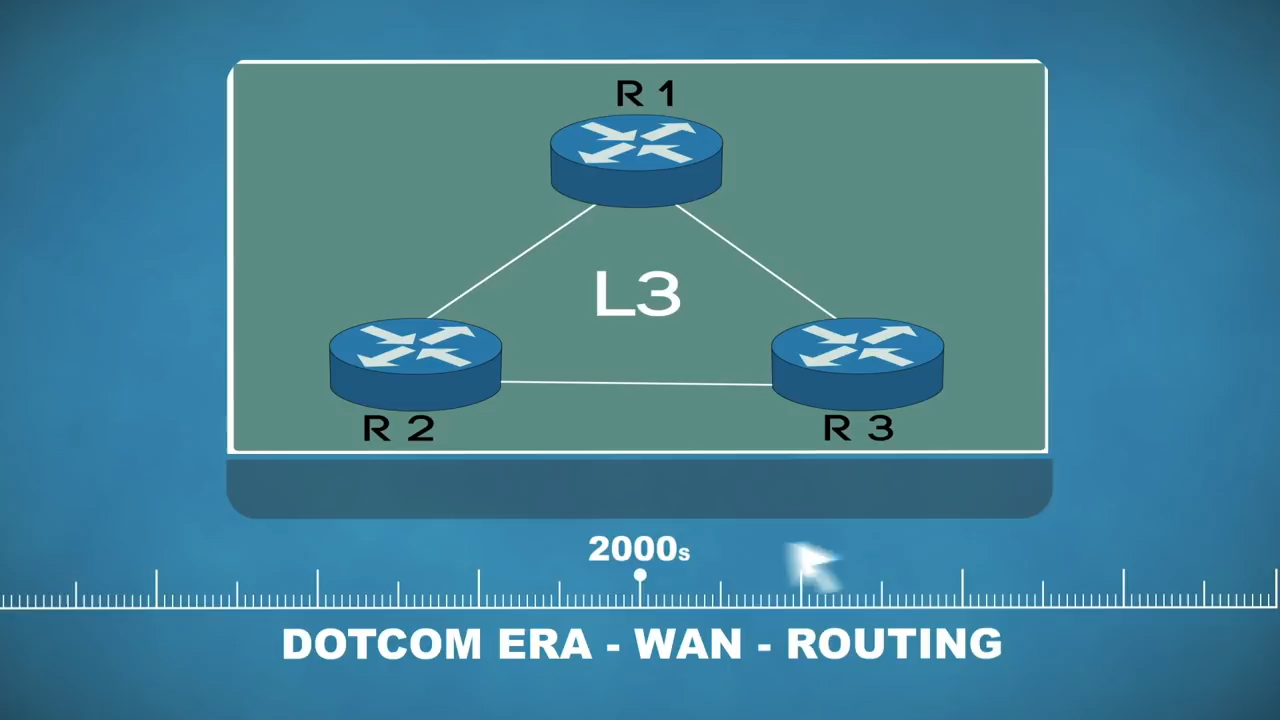 R 1
L3
R 2
R 3
2000s
DOTCOM ERA - WAN - ROUTING